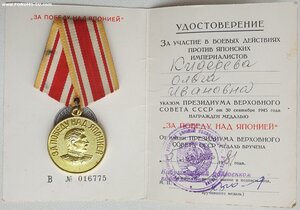 "ЗА ПОБЕДУ НАД ЯПОНИЕЙ"
ЗА ПОБЕДУ НАД ЯПОНИЕЙ
В № 016775
УДОСТОВЕРЕНИЕ
ЗА УЧАСТИЕ В БОЕВЫХ ДЕЙСТВИЯХ
ПРОТИВ ЯПОНСКИХ
ИМПЕРИАЛИСТОВ
Ольга
Ивановна
УКАЗОМ ПРЕЗИДИУМА ВЕРХОВНОГО
СОВЕТА СССР от 30 сентября 1945 года
НАГРАЖДЕН МЕДАЛЬЮ
"ЗА ПОБЕДУ НАД ЯПОНИЕЙ"
ОТ ИМЕНИ ПРЕЗИДИУМА ВЕРХОВНОГО
СОВЕТА СССР МЕДАЛЬ ВРУЧЕНА